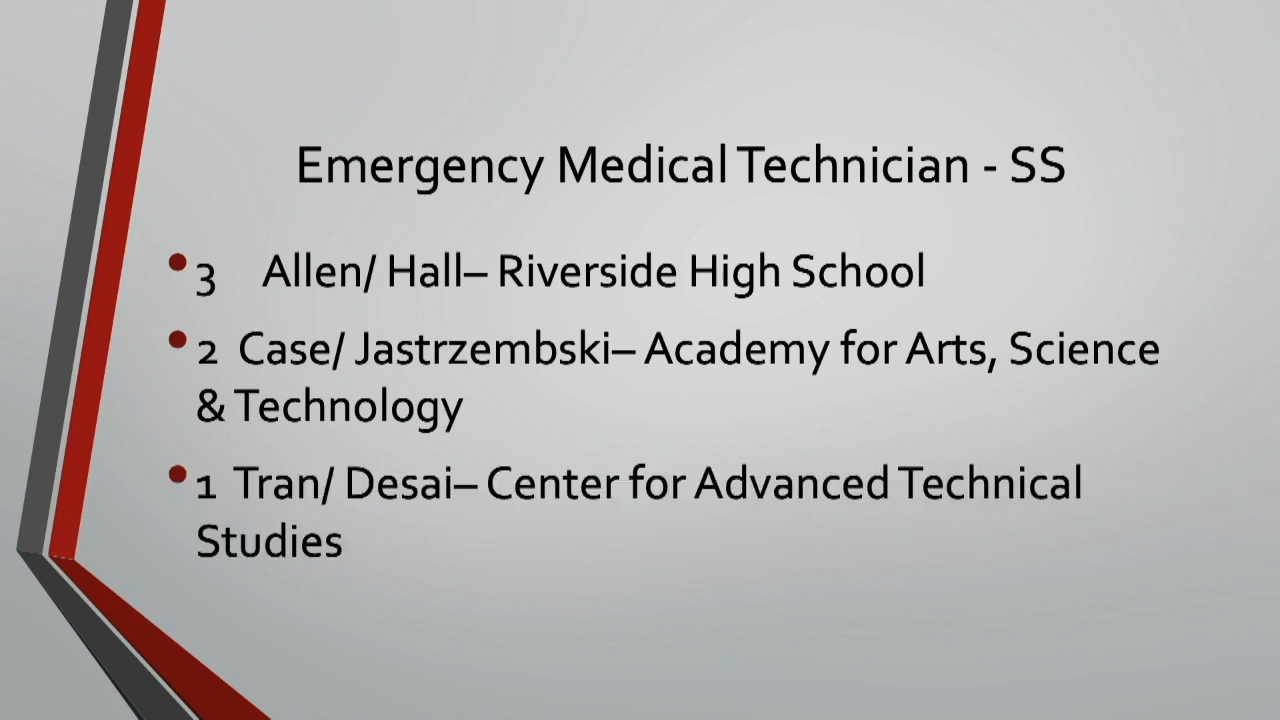 Emergency Medical Technician - SS
• 3 Allen/ Hall– Riverside High School
• 2 Case/ Jastrzembski– Academy for Arts, Science
& Technology
• 1 Tran/ Desai– Center for Advanced Technical
Studies